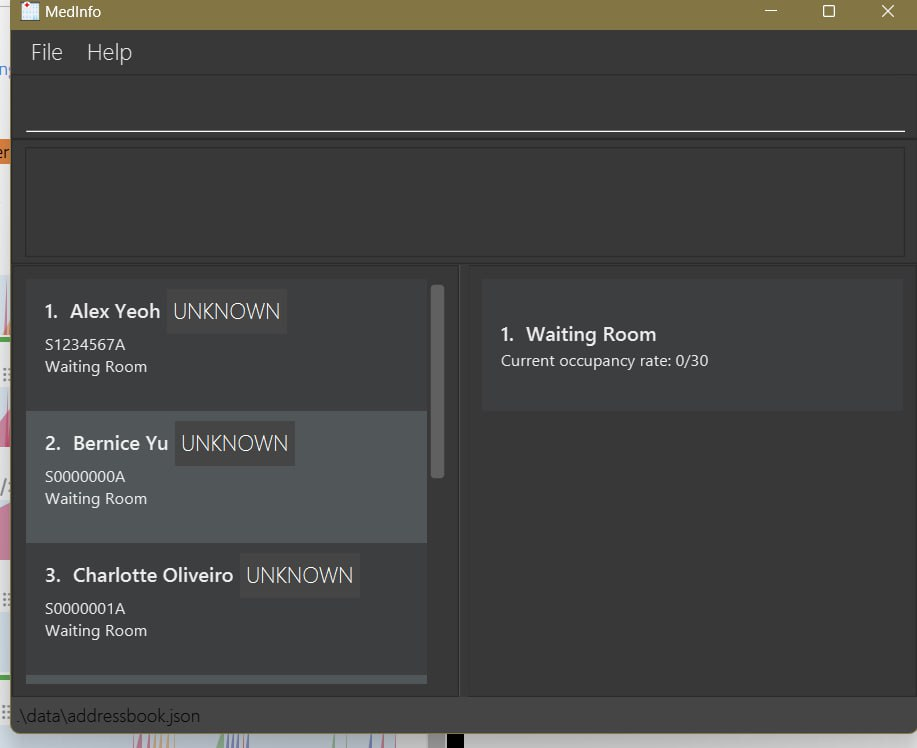 MedInfo
File Help
1. Alex Yeoh UNKNOWN
S1234567A
Waiting Room
2. Bernice Yu UNKNOWN
S0000000A
Waiting Room
3. Charlotte Oliveiro UNKNOWN
S0000001A
Waiting Room
1. Waiting Room
Current occupancy rate: 0/30
.\data\addressbook.json